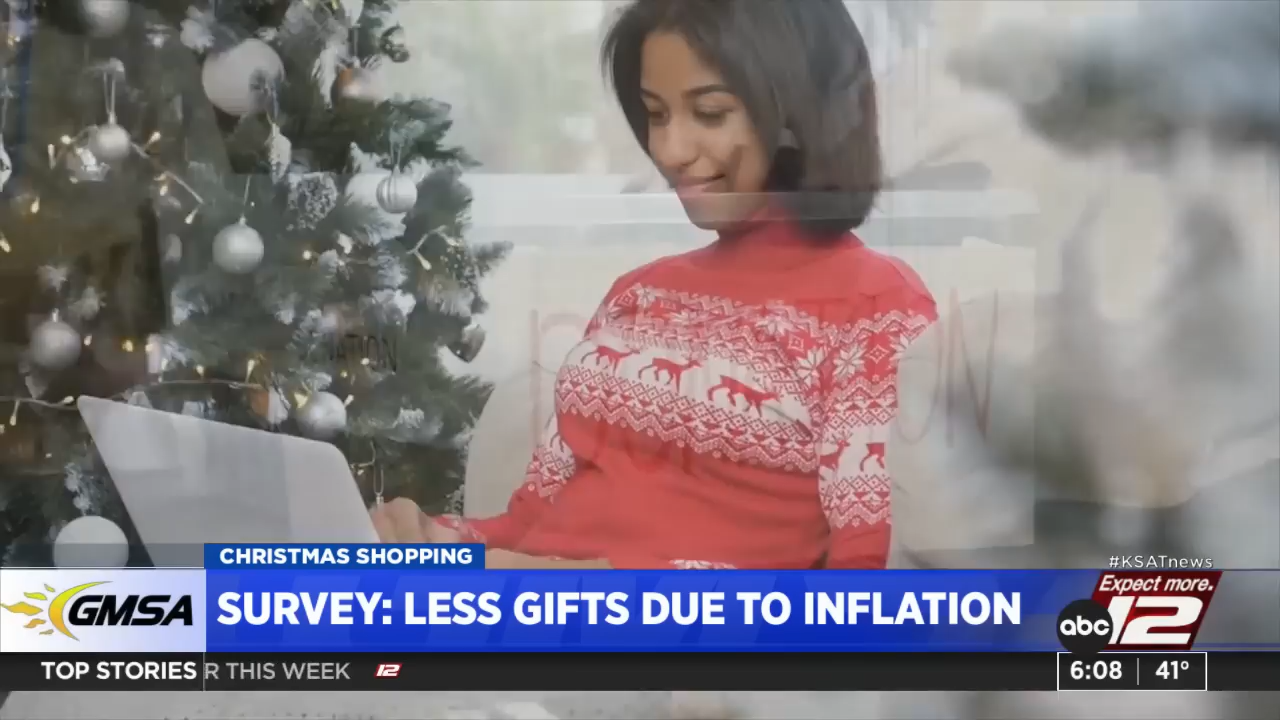 CHRISTMAS SHOPPING
#KSATnews
GMSA
SURVEY: LESS GIFTS DUE TO INFLATION
Expect more.
abc 12
TOP STORIES
R THIS WEEK 12
6:08 41°